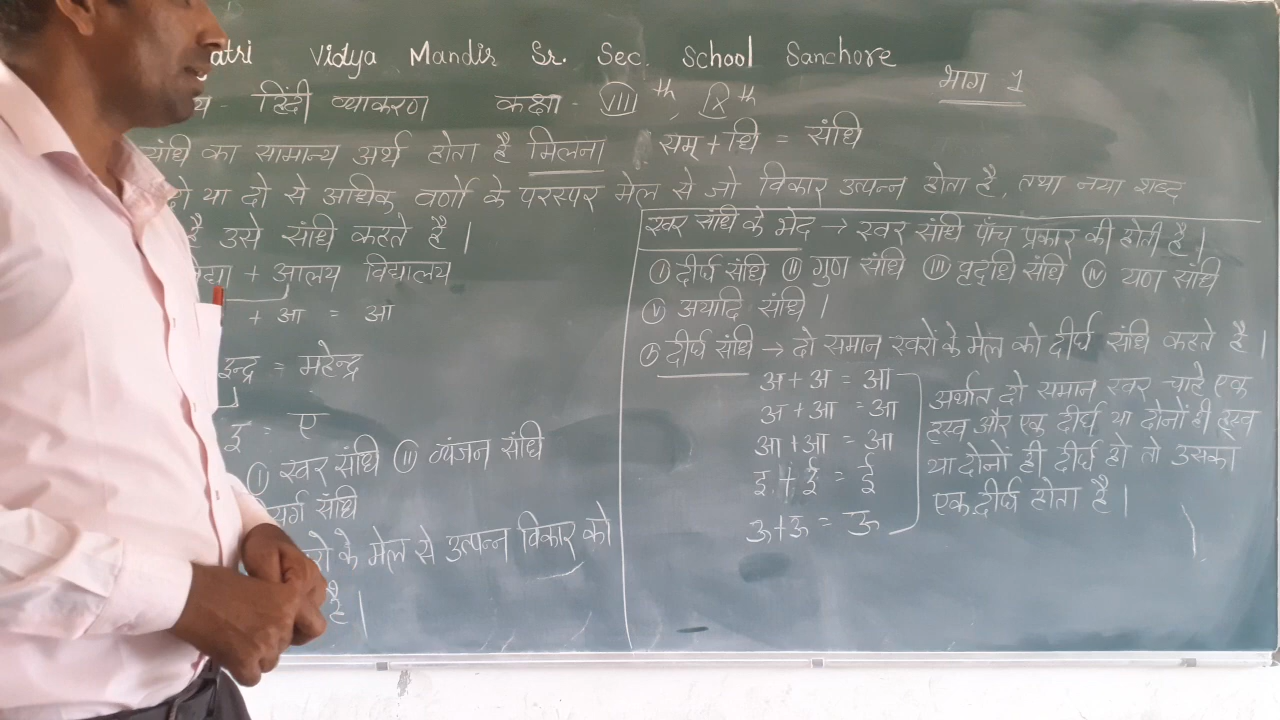 atri Vidya Mandir Sr. Sec. School Sanchore
भाग 1
य - हिंदी व्याकरण कक्षा - VIII th, IX th
संधि का सामान्य अर्थ होता है मिलना सम् + धि = संधि
दो या दो से अधिक वर्णों के परस्पर मेल से जो विकार उत्पन्न होता है, तथा नया शब्द
है उसे संधि कहते है।
+ आलय विद्यालय
+ आ = आ
इन्द्र = महेन्द्र
इ = ए
(I) स्वर संधि (II) व्यंजन संधि
सर्ग संधि
के मेल से उत्पन्न विकार को
है।
स्वर संधि के भेद → स्वर संधि पाँच प्रकार की होती है।
(I) दीर्घ संधि (II) गुण संधि (III) वृद्धि संधि (IV) यण संधि
(V) अयादि संधि।
(I) दीर्घ संधि → दो समान स्वरों के मेल को दीर्घ संधि कहते है।
अ + अ = आ
अ + आ = आ
आ + आ = आ
इ + ई = ई
ऊ + ऊ = ऊ
अर्थात दो समान स्वर चाहे एक
हृस्व और एक दीर्घ या दोनों ही हृस्व
या दोनों ही दीर्घ हो तो उसका
एक दीर्घ होता है।